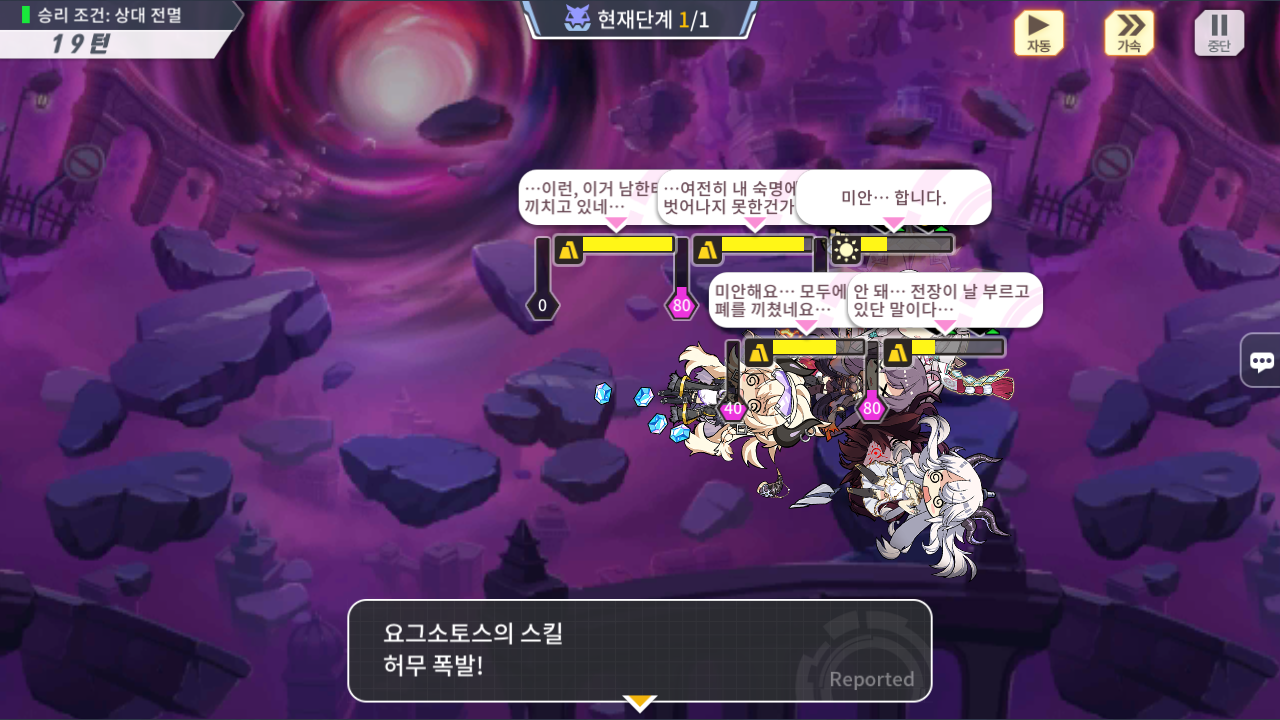 승리 조건: 상대 전멸
19턴
현재단계 1/1
자동
가속
중단
…이런, 이거 남한
끼치고 있네…
…여전히 내 숙명에
벗어나지 못한건가
미안… 합니다.
0
80
미안해요… 모두에
폐를 끼쳤네요…
안 돼… 전장이 날 부르고
있단 말이다…
40
80
요그소토스의 스킬
허무 폭발!
Reported